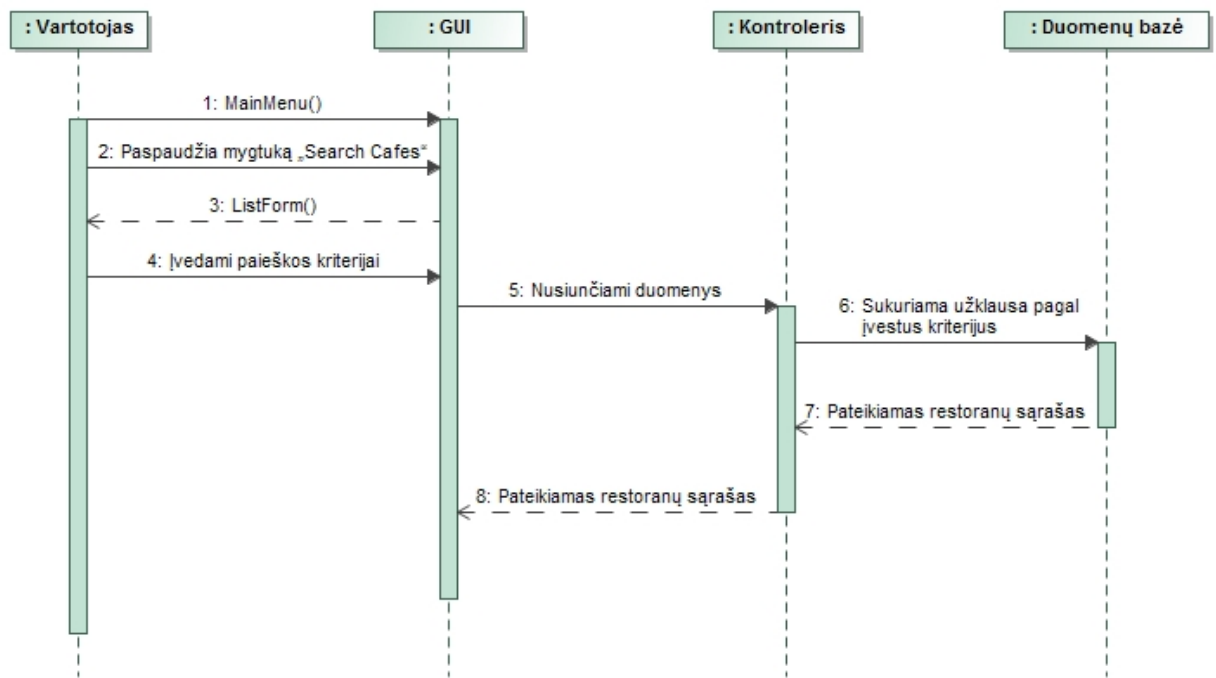 : Vartotojas
: GUI
: Kontroleris
: Duomenų bazė
1: MainMenu()
2: Paspaudžia mygtuką „Search Cafes“
3: ListForm()
4: Įvedami paieškos kriterijai
5: Nusiunčiami duomenys
6: Sukuriama užklausa pagal
įvestus kriterijus
7: Pateikiamas restoranų sąrašas
8: Pateikiamas restoranų sąrašas